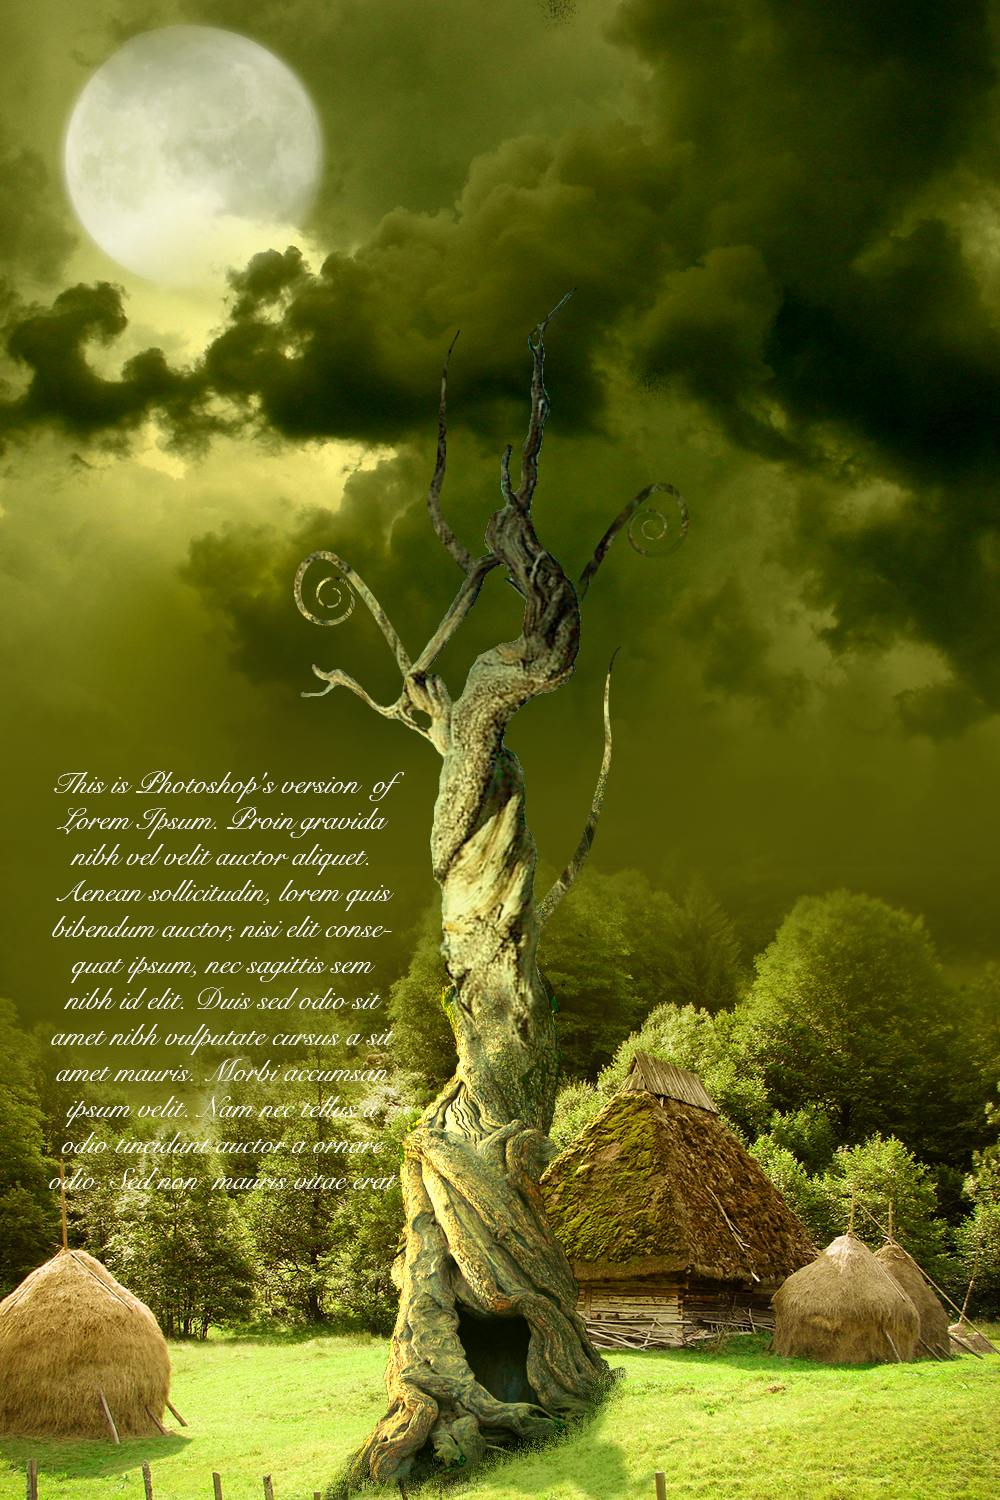 This is Photoshop's version of
Lorem Ipsum. Proin gravida
nibh vel velit auctor aliquet.
Aenean sollicitudin, lorem quis
bibendum auctor, nisi elit conse-
quat ipsum, nec sagittis sem
nibh id elit. Duis sed odio sit
amet nibh vulputate cursus a sit
amet mauris. Morbi accumsan
ipsum velit. Nam nec tellus a
odio tincidunt auctor a ornare
odio. Sed non mauris vitae erat